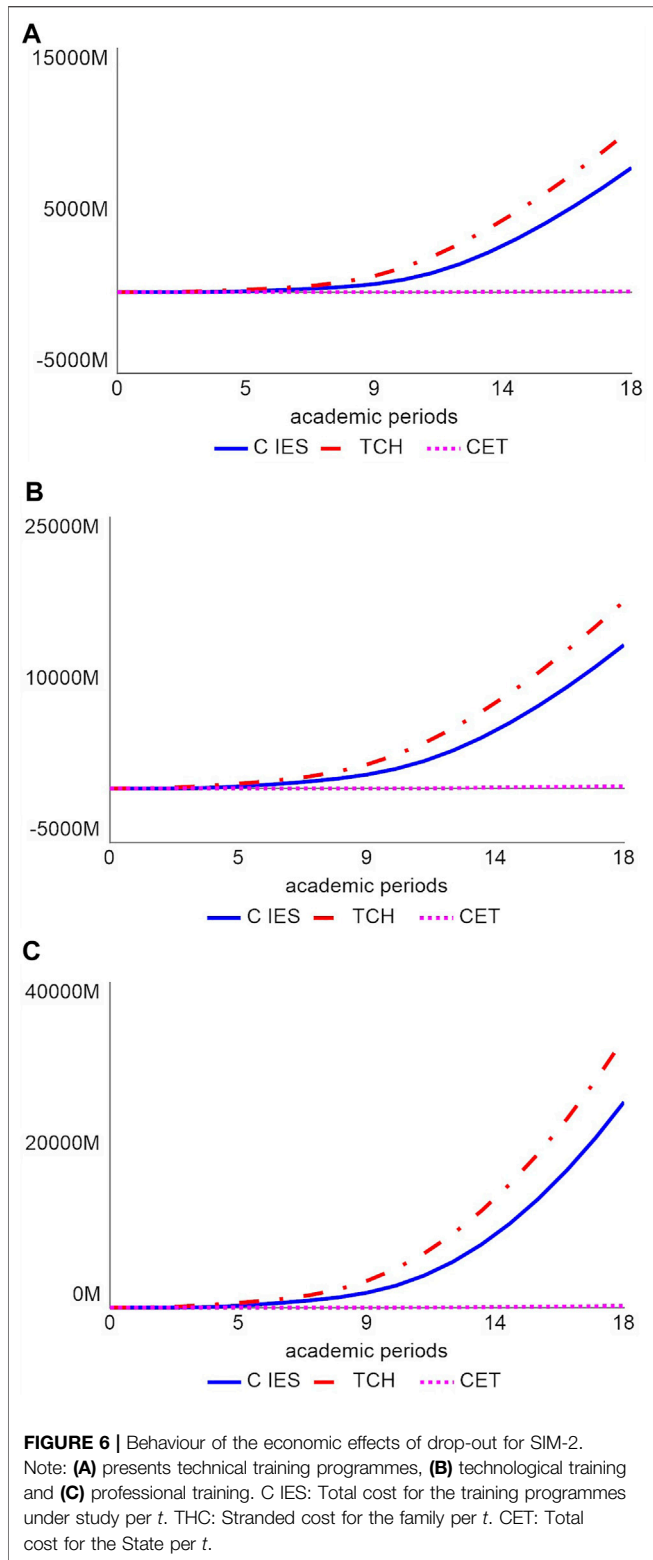 A
15000M
5000M
-5000M
0 5 9 14 18
academic periods
C IES TCH CET
B
25000M
10000M
-5000M
0 5 9 14 18
academic periods
C IES TCH CET
C
40000M
20000M
0M
0 5 9 14 18
academic periods
C IES TCH CET
FIGURE 6 | Behaviour of the economic effects of drop-out for SIM-2.
Note: (A) presents technical training programmes, (B) technological training
and (C) professional training. C IES: Total cost for the training programmes
under study per t. THC: Stranded cost for the family per t. CET: Total
cost for the State per t.